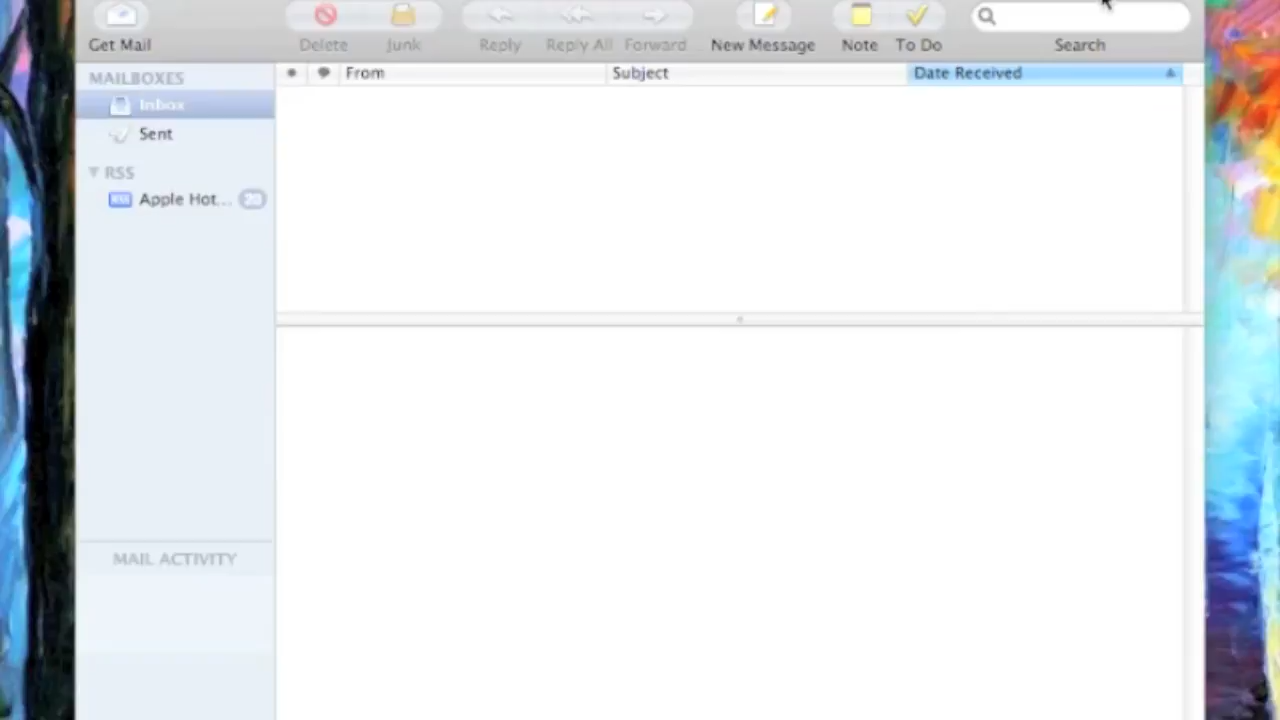 Get Mail Delete Junk Reply Reply All Forward New Message Note To Do Search
MAILBOXES
Inbox
Sent
RSS
RSS Apple Hot...
From Subject Date Received
MAIL ACTIVITY